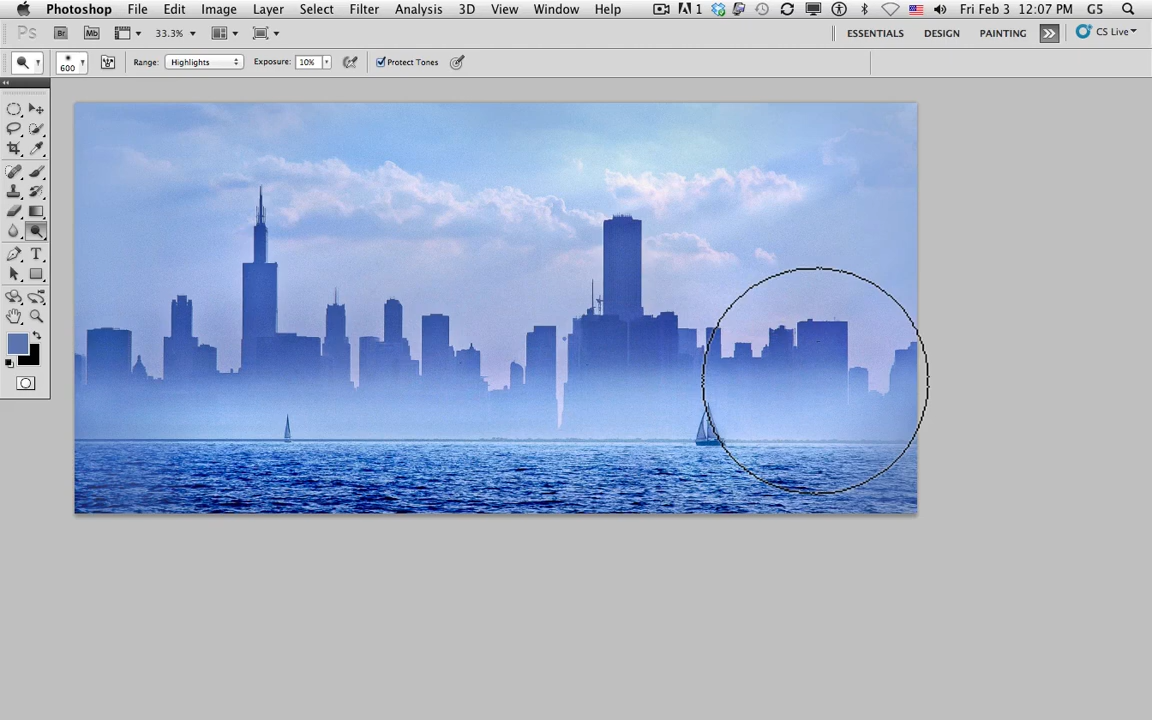 Photoshop File Edit Image Layer Select Filter Analysis 3D View Window Help 1 Fri Feb 3 12:07 PM G5
Ps Br Mb 33.3% ESSENTIALS DESIGN PAINTING CS Live
600 Range: Highlights Exposure: 10% Protect Tones
T